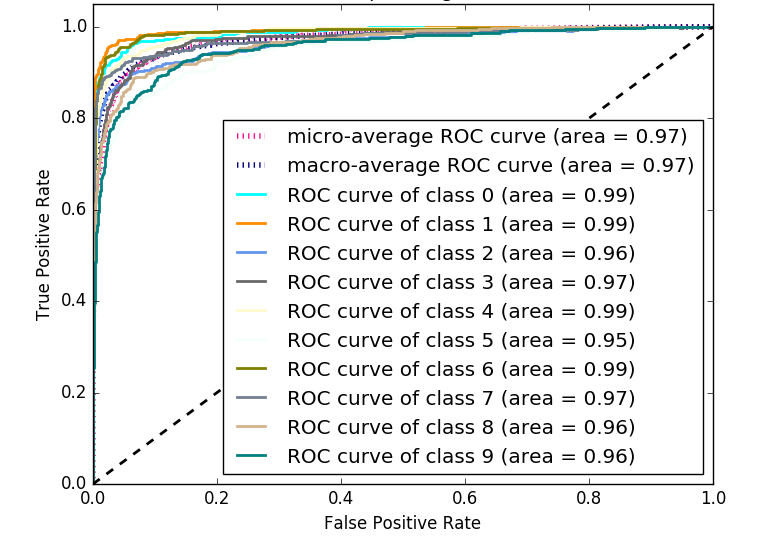 1.0
0.8
0.6
0.4
0.2
0.0
True Positive Rate
micro-average ROC curve (area = 0.97)
macro-average ROC curve (area = 0.97)
ROC curve of class 0 (area = 0.99)
ROC curve of class 1 (area = 0.99)
ROC curve of class 2 (area = 0.96)
ROC curve of class 3 (area = 0.97)
ROC curve of class 4 (area = 0.99)
ROC curve of class 5 (area = 0.95)
ROC curve of class 6 (area = 0.99)
ROC curve of class 7 (area = 0.97)
ROC curve of class 8 (area = 0.96)
ROC curve of class 9 (area = 0.96)
0.0 0.2 0.4 0.6 0.8 1.0
False Positive Rate